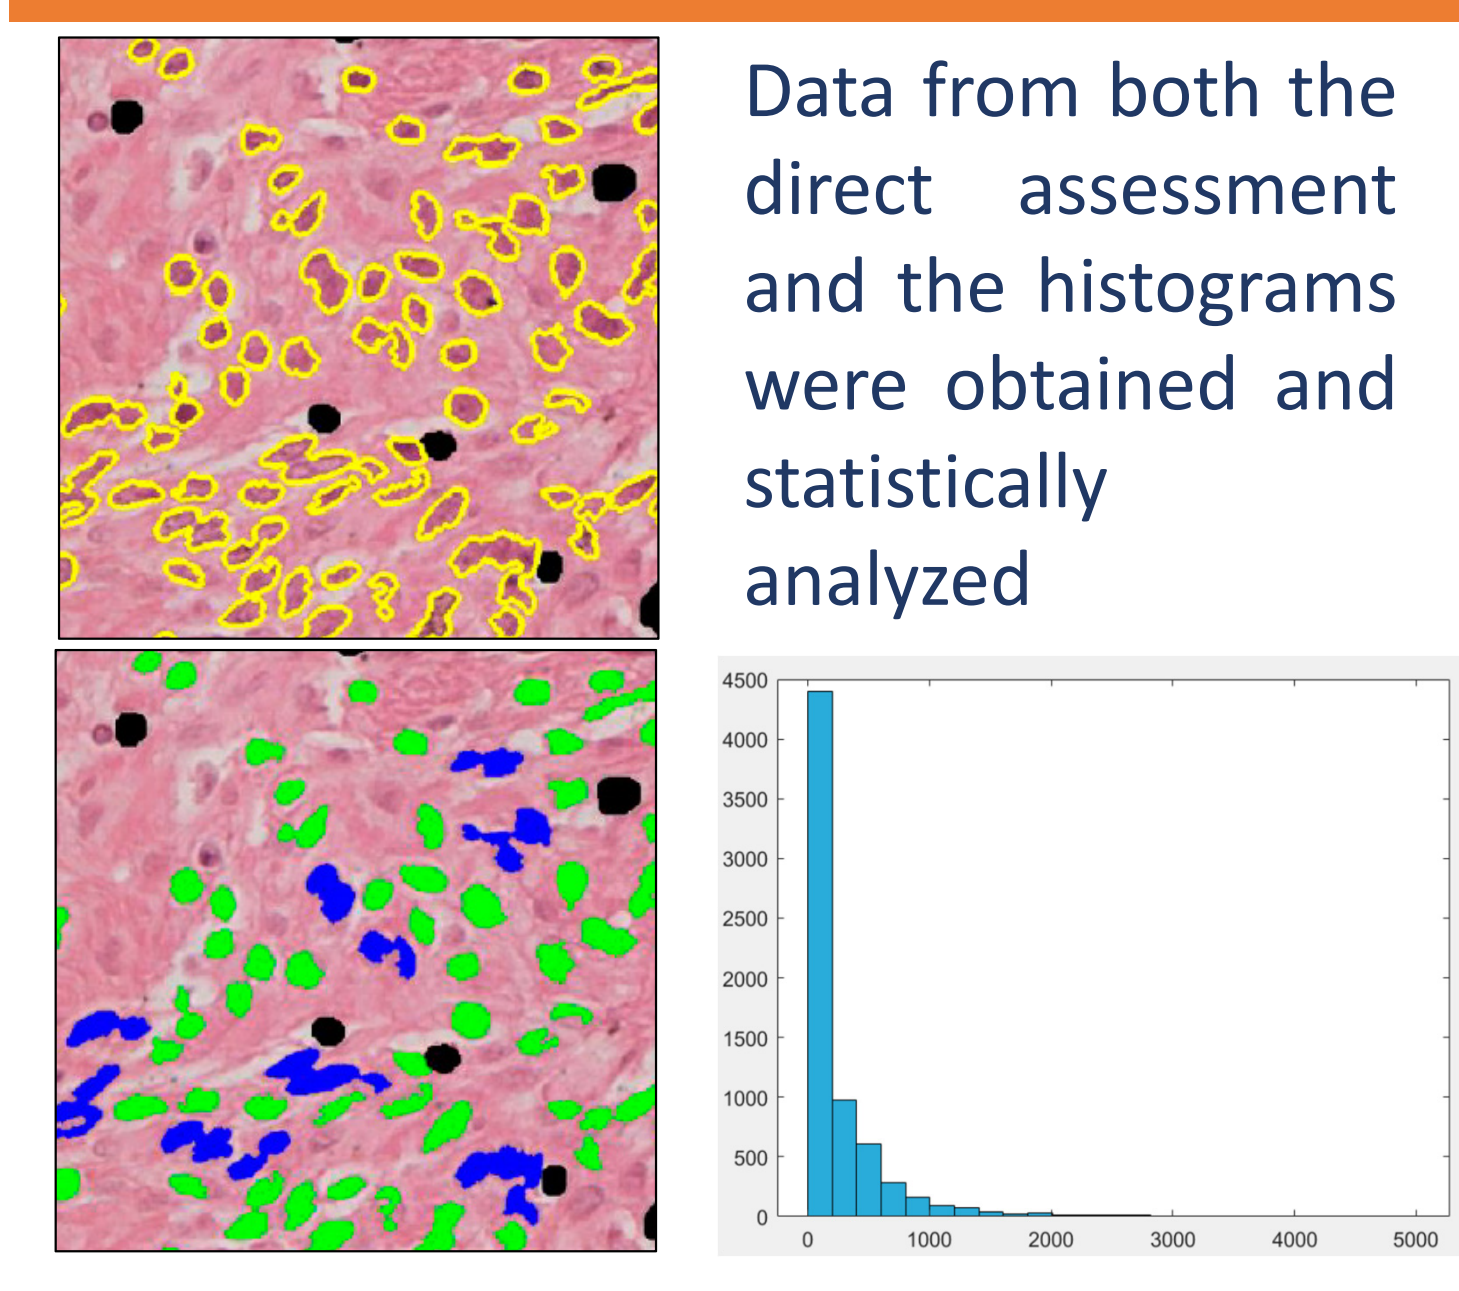 Data from both the
direct assessment
and the histograms
were obtained and
statistically
analyzed
4500
4000
3500
3000
2500
2000
1500
1000
500
0
0 1000 2000 3000 4000 5000